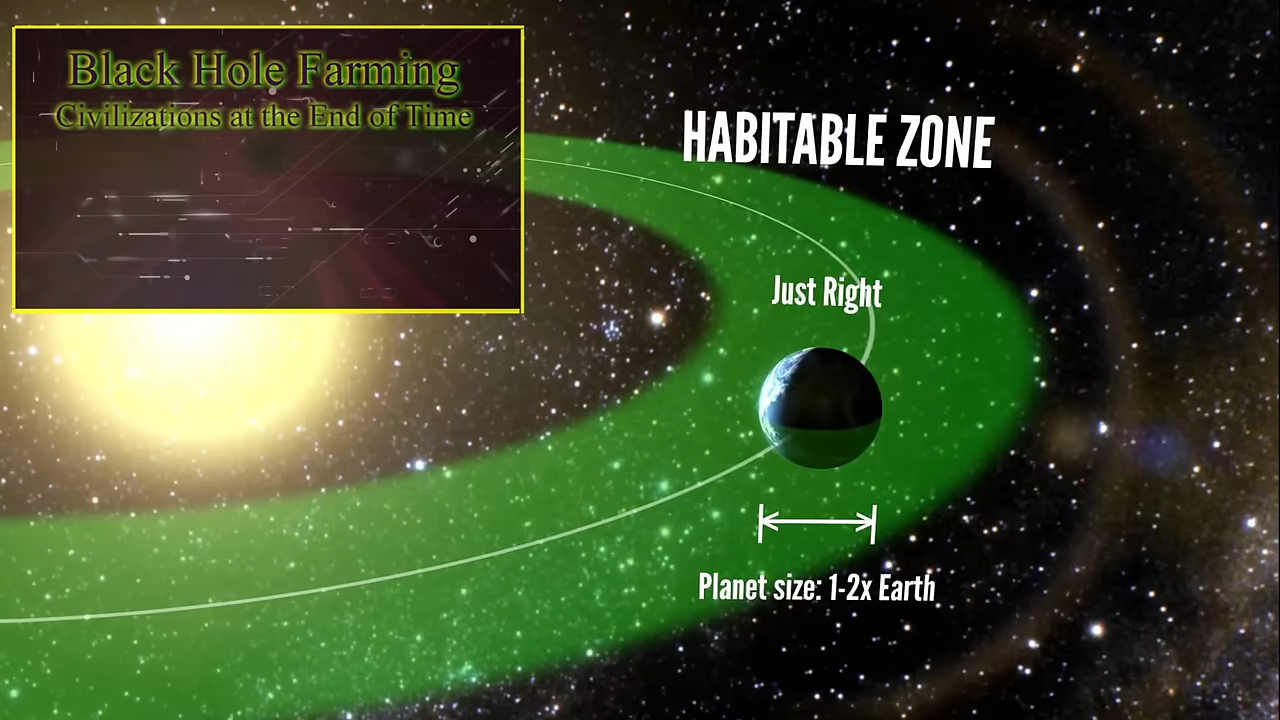 Black Hole Farming
Civilizations at the End of Time
HABITABLE ZONE
Just Right
Planet size: 1-2x Earth